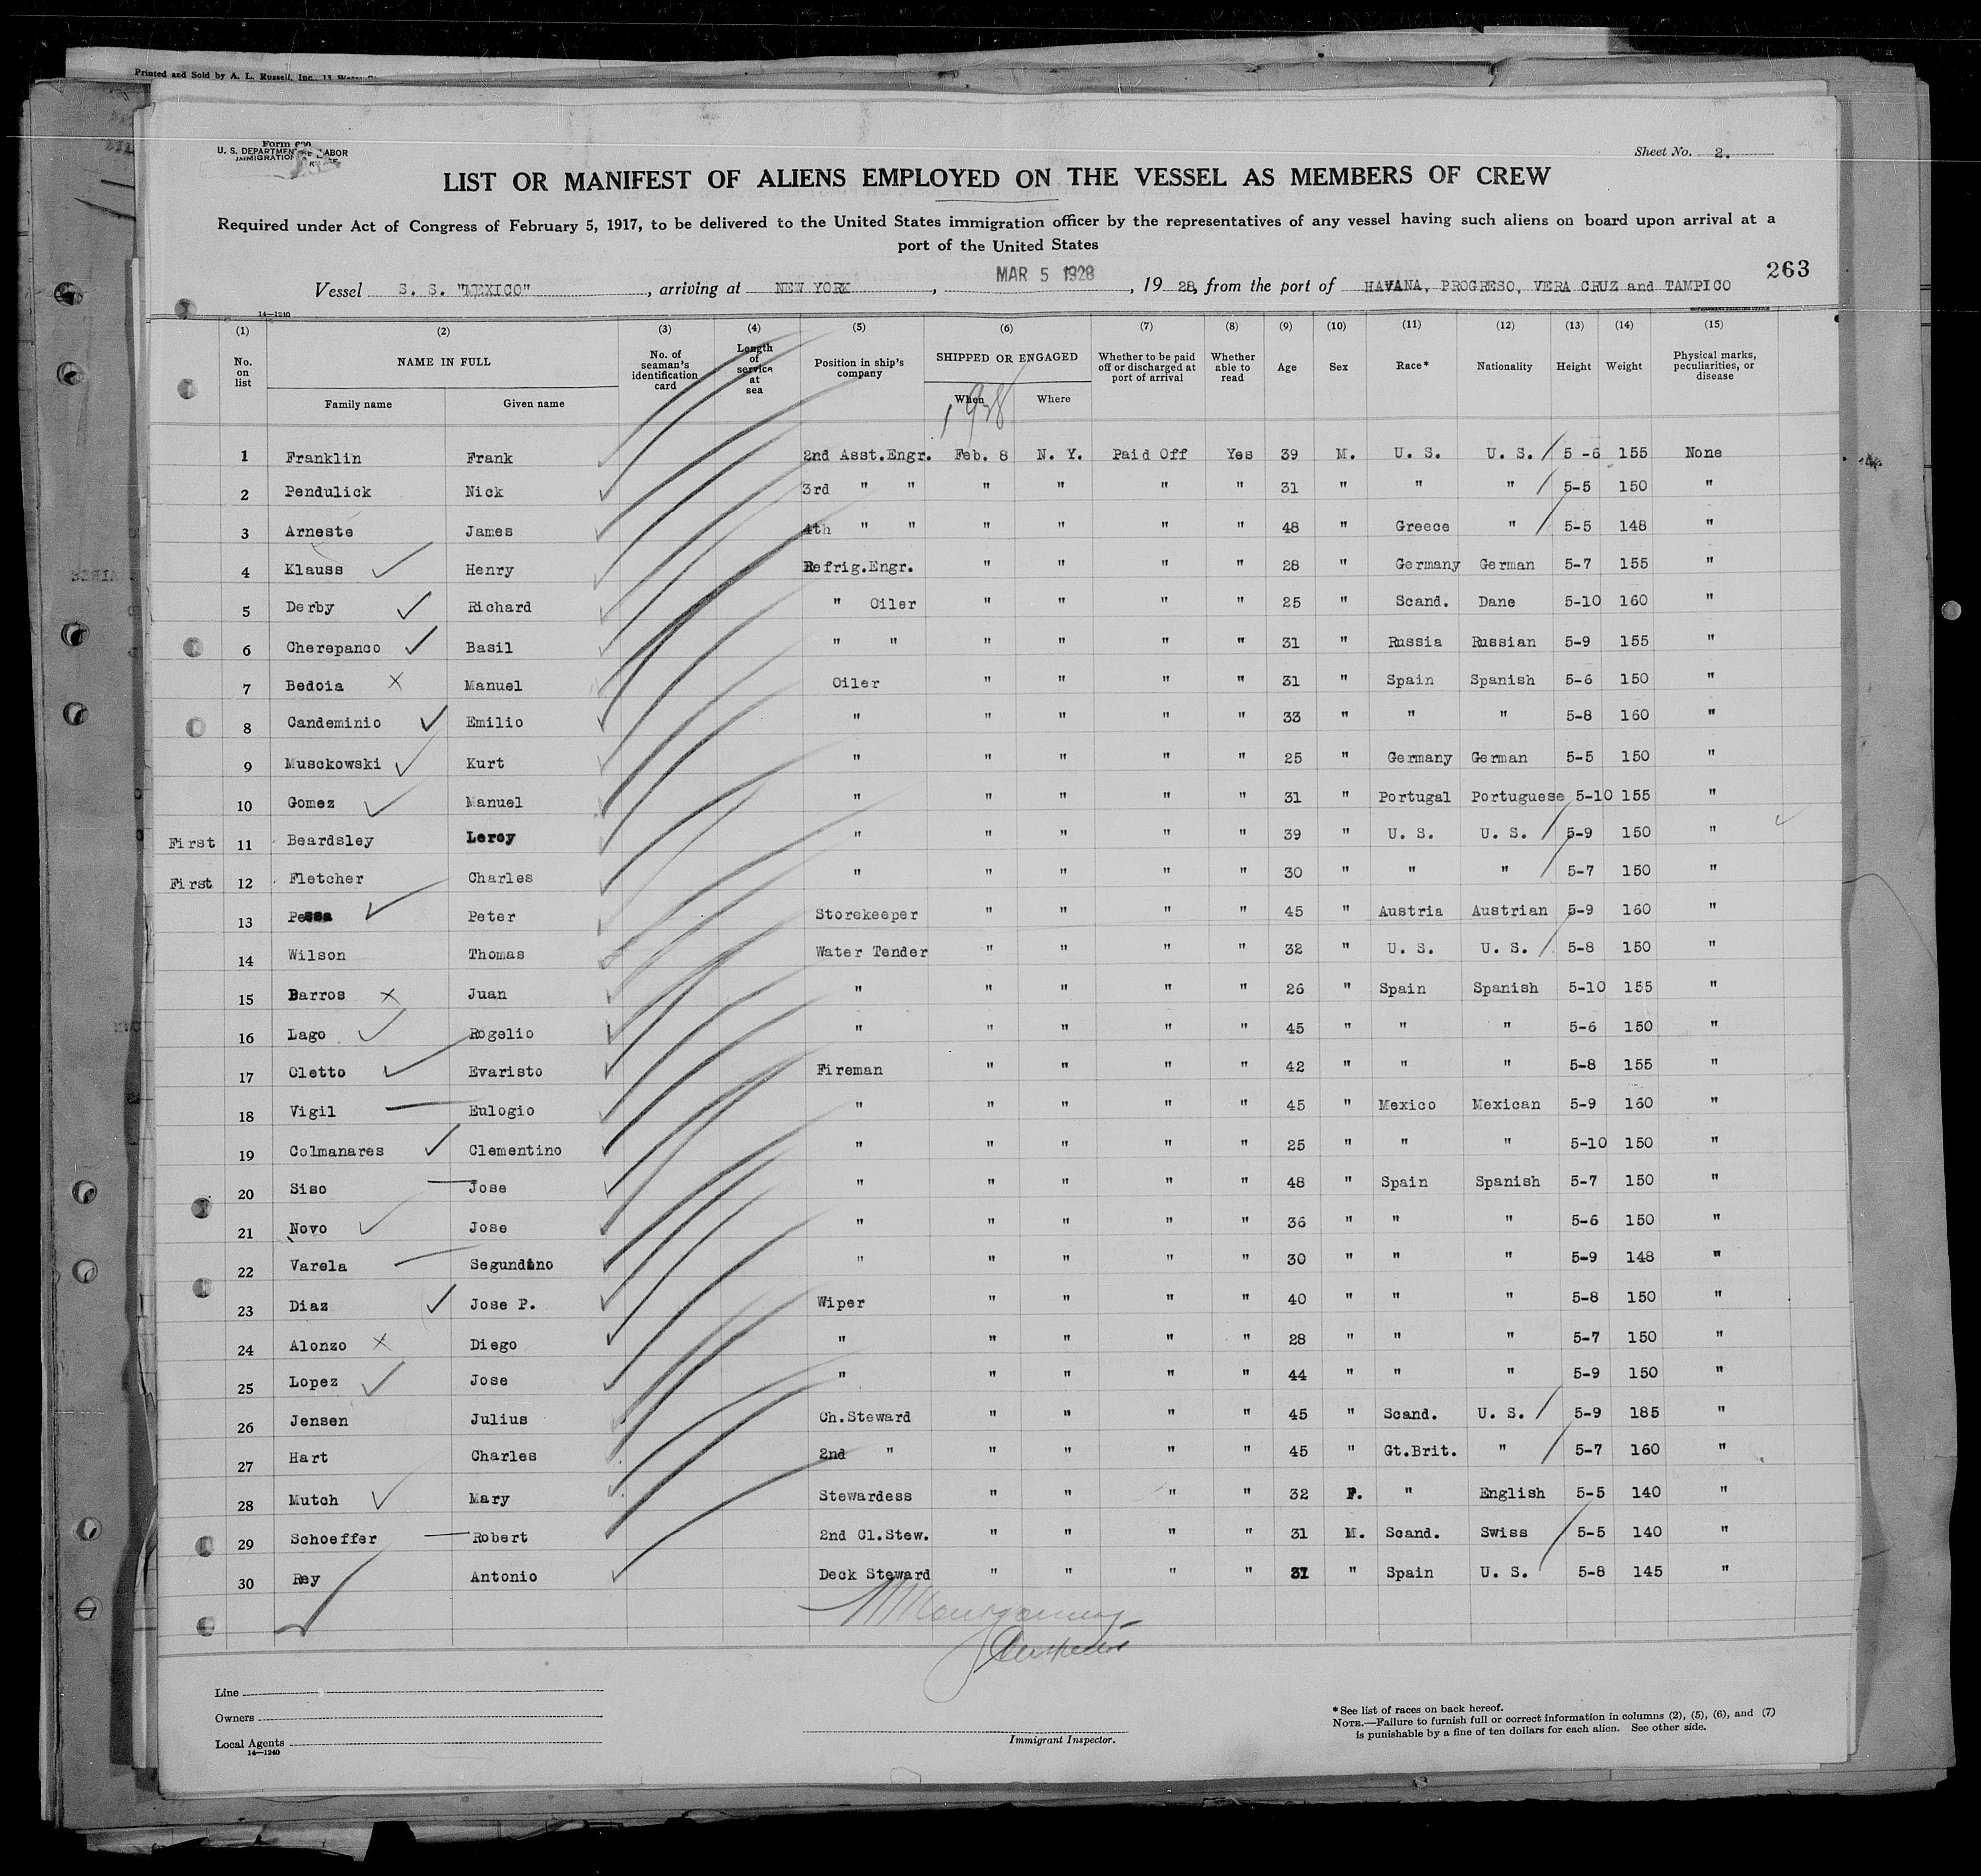 Printed and Sold by A. L. Russell, Inc., 13 Water
Form
U. S. DEPARTMENT OF LABOR
IMMIGRATION
Sheet No. 2.
LIST OR MANIFEST OF ALIENS EMPLOYED ON THE VESSEL AS MEMBERS OF CREW
Required under Act of Congress of February 5, 1917, to be delivered to the United States immigration officer by the representatives of any vessel having such aliens on board upon arrival at a
port of the United States
263
Vessel S. S. "MEXICO", arriving at NEW YORK, MAR 5 1928, 1928, from the port of HAVANA, PROGRESO, VERA CRUZ and TAMPICO
14—1240
(1) (2) (3) (4) (5) (6) (7) (8) (9) (10) (11) (12) (13) (14) (15)
No. on list NAME IN FULL No. of seaman's identification card Length of service at sea Position in ship's company SHIPPED OR ENGAGED Whether to be paid off or discharged at port of arrival Whether able to read Age Sex Race* Nationality Height Weight Physical marks, peculiarities, or disease
Family name Given name When Where
1928
1 Franklin Frank 2nd Asst.Engr. Feb. 8 N. Y. Paid Off Yes 39 M. U. S. U. S. 5-6 155 None
2 Pendulick Nick 3rd " " " " " " 31 " " " 5-5 150 "
3 Arneste James 4th " " " " " " 48 " Greece " 5-5 148 "
4 Klauss Henry Refrig.Engr. " " " " 28 " Germany German 5-7 155 "
5 Derby Richard " Oiler " " " " 25 " Scand. Dane 5-10 160 "
6 Cherepanco Basil " " " " " " 31 " Russia Russian 5-9 155 "
7 Bedoia Manuel Oiler " " " " 31 " Spain Spanish 5-6 150 "
8 Candeminio Emilio " " " " " 33 " " " 5-8 160 "
9 Musckowski Kurt " " " " " 25 " Germany German 5-5 150 "
10 Gomez Manuel " " " " " 31 " Portugal Portuguese 5-10 155 "
First 11 Beardsley Leroy " " " " " 39 " U. S. U. S. 5-9 150 "
First 12 Fletcher Charles " " " " " 30 " " " 5-7 150 "
13 Pessa Peter Storekeeper " " " " 45 " Austria Austrian 5-9 160 "
14 Wilson Thomas Water Tender " " " " 32 " U. S. U. S. 5-8 150 "
15 Barros Juan " " " " " 26 " Spain Spanish 5-10 155 "
16 Lago Rogelio " " " " " 45 " " " 5-6 150 "
17 Cletto Evaristo Fireman " " " " 42 " " " 5-8 155 "
18 Vigil Eulogio " " " " " 45 " Mexico Mexican 5-9 160 "
19 Colmanares Clementino " " " " " 25 " " " 5-10 150 "
20 Siso Jose " " " " " 48 " Spain Spanish 5-7 150 "
21 Novo Jose " " " " " 36 " " " 5-6 150 "
22 Varela Segundino " " " " " 30 " " " 5-9 148 "
23 Diaz Jose P. Wiper " " " " 40 " " " 5-8 150 "
24 Alonzo Diego " " " " " 28 " " " 5-7 150 "
25 Lopez Jose " " " " " 44 " " " 5-9 150 "
26 Jensen Julius Ch.Steward " " " " 45 " Scand. U. S. 5-9 185 "
27 Hart Charles 2nd " " " " " 45 " Gt.Brit. " 5-7 160 "
28 Mutch Mary Stewardess " " " " 32 F. " English 5-5 140 "
29 Schoeffer Robert 2nd Cl.Stew. " " " " 31 M. Scand. Swiss 5-5 140 "
30 Rey Antonio Deck Steward " " " " 31 " Spain U. S. 5-8 145 "
Montgomery
Inspector
Line
Owners
Local Agents
14—1240
Immigrant Inspector.
*See list of races on back hereof.
NOTE.—Failure to furnish full or correct information in columns (2), (5), (6), and (7)
is punishable by a fine of ten dollars for each alien. See other side.